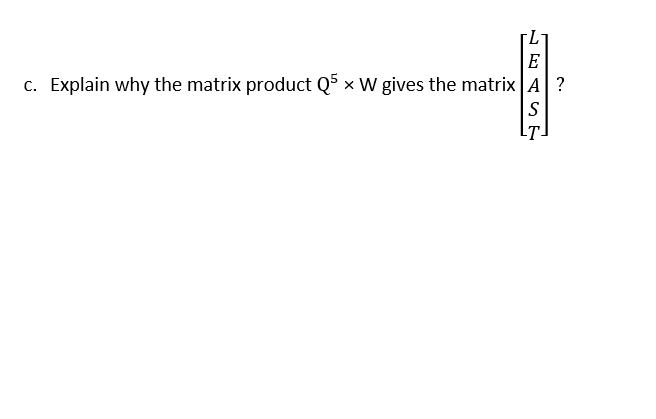 c. Explain why the matrix product Q⁵ × W gives the matrix [L E A S T] ?